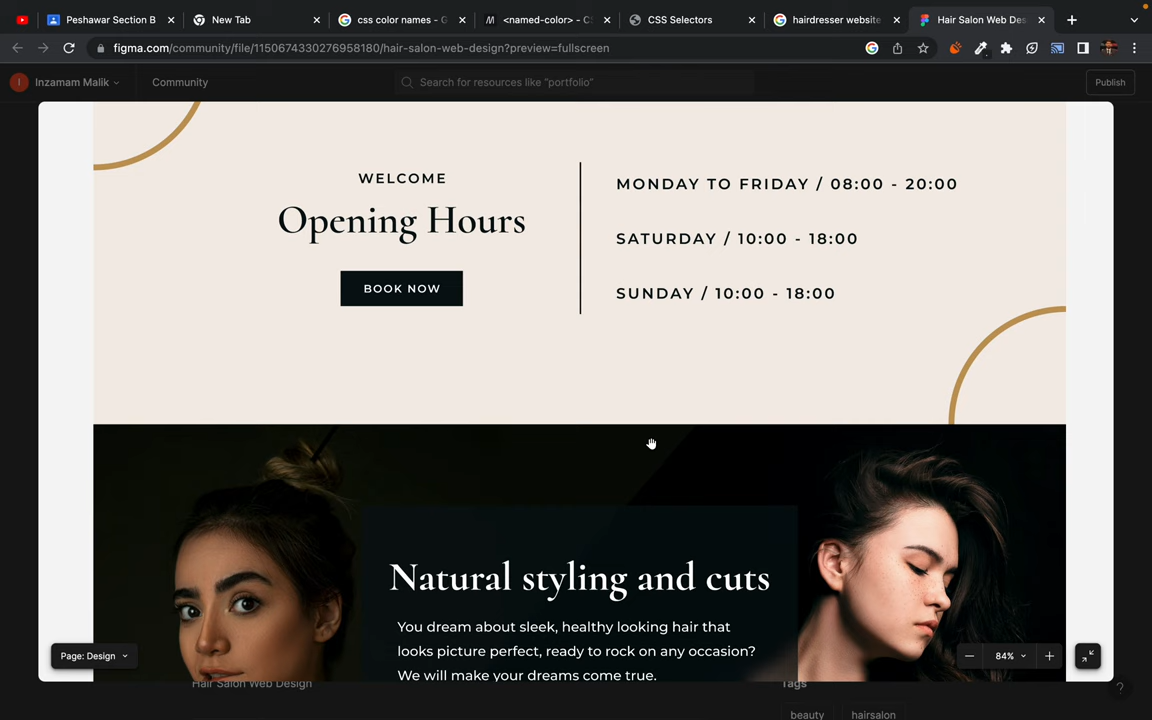 Peshawar Section B
New Tab
css color names - G
<named-color> - CS
CSS Selectors
hairdresser website
Hair Salon Web Des
figma.com/community/file/1150674330276958180/hair-salon-web-design?preview=fullscreen
I
Inzamam Malik
Community
Search for resources like “portfolio”
Publish
WELCOME
Opening Hours
BOOK NOW
MONDAY TO FRIDAY / 08:00 - 20:00
SATURDAY / 10:00 - 18:00
SUNDAY / 10:00 - 18:00
Natural styling and cuts
You dream about sleek, healthy looking hair that
looks picture perfect, ready to rock on any occasion?
We will make your dreams come true.
Page: Design
84%
Hair Salon Web Design
Tags
beauty
hairsalon
?